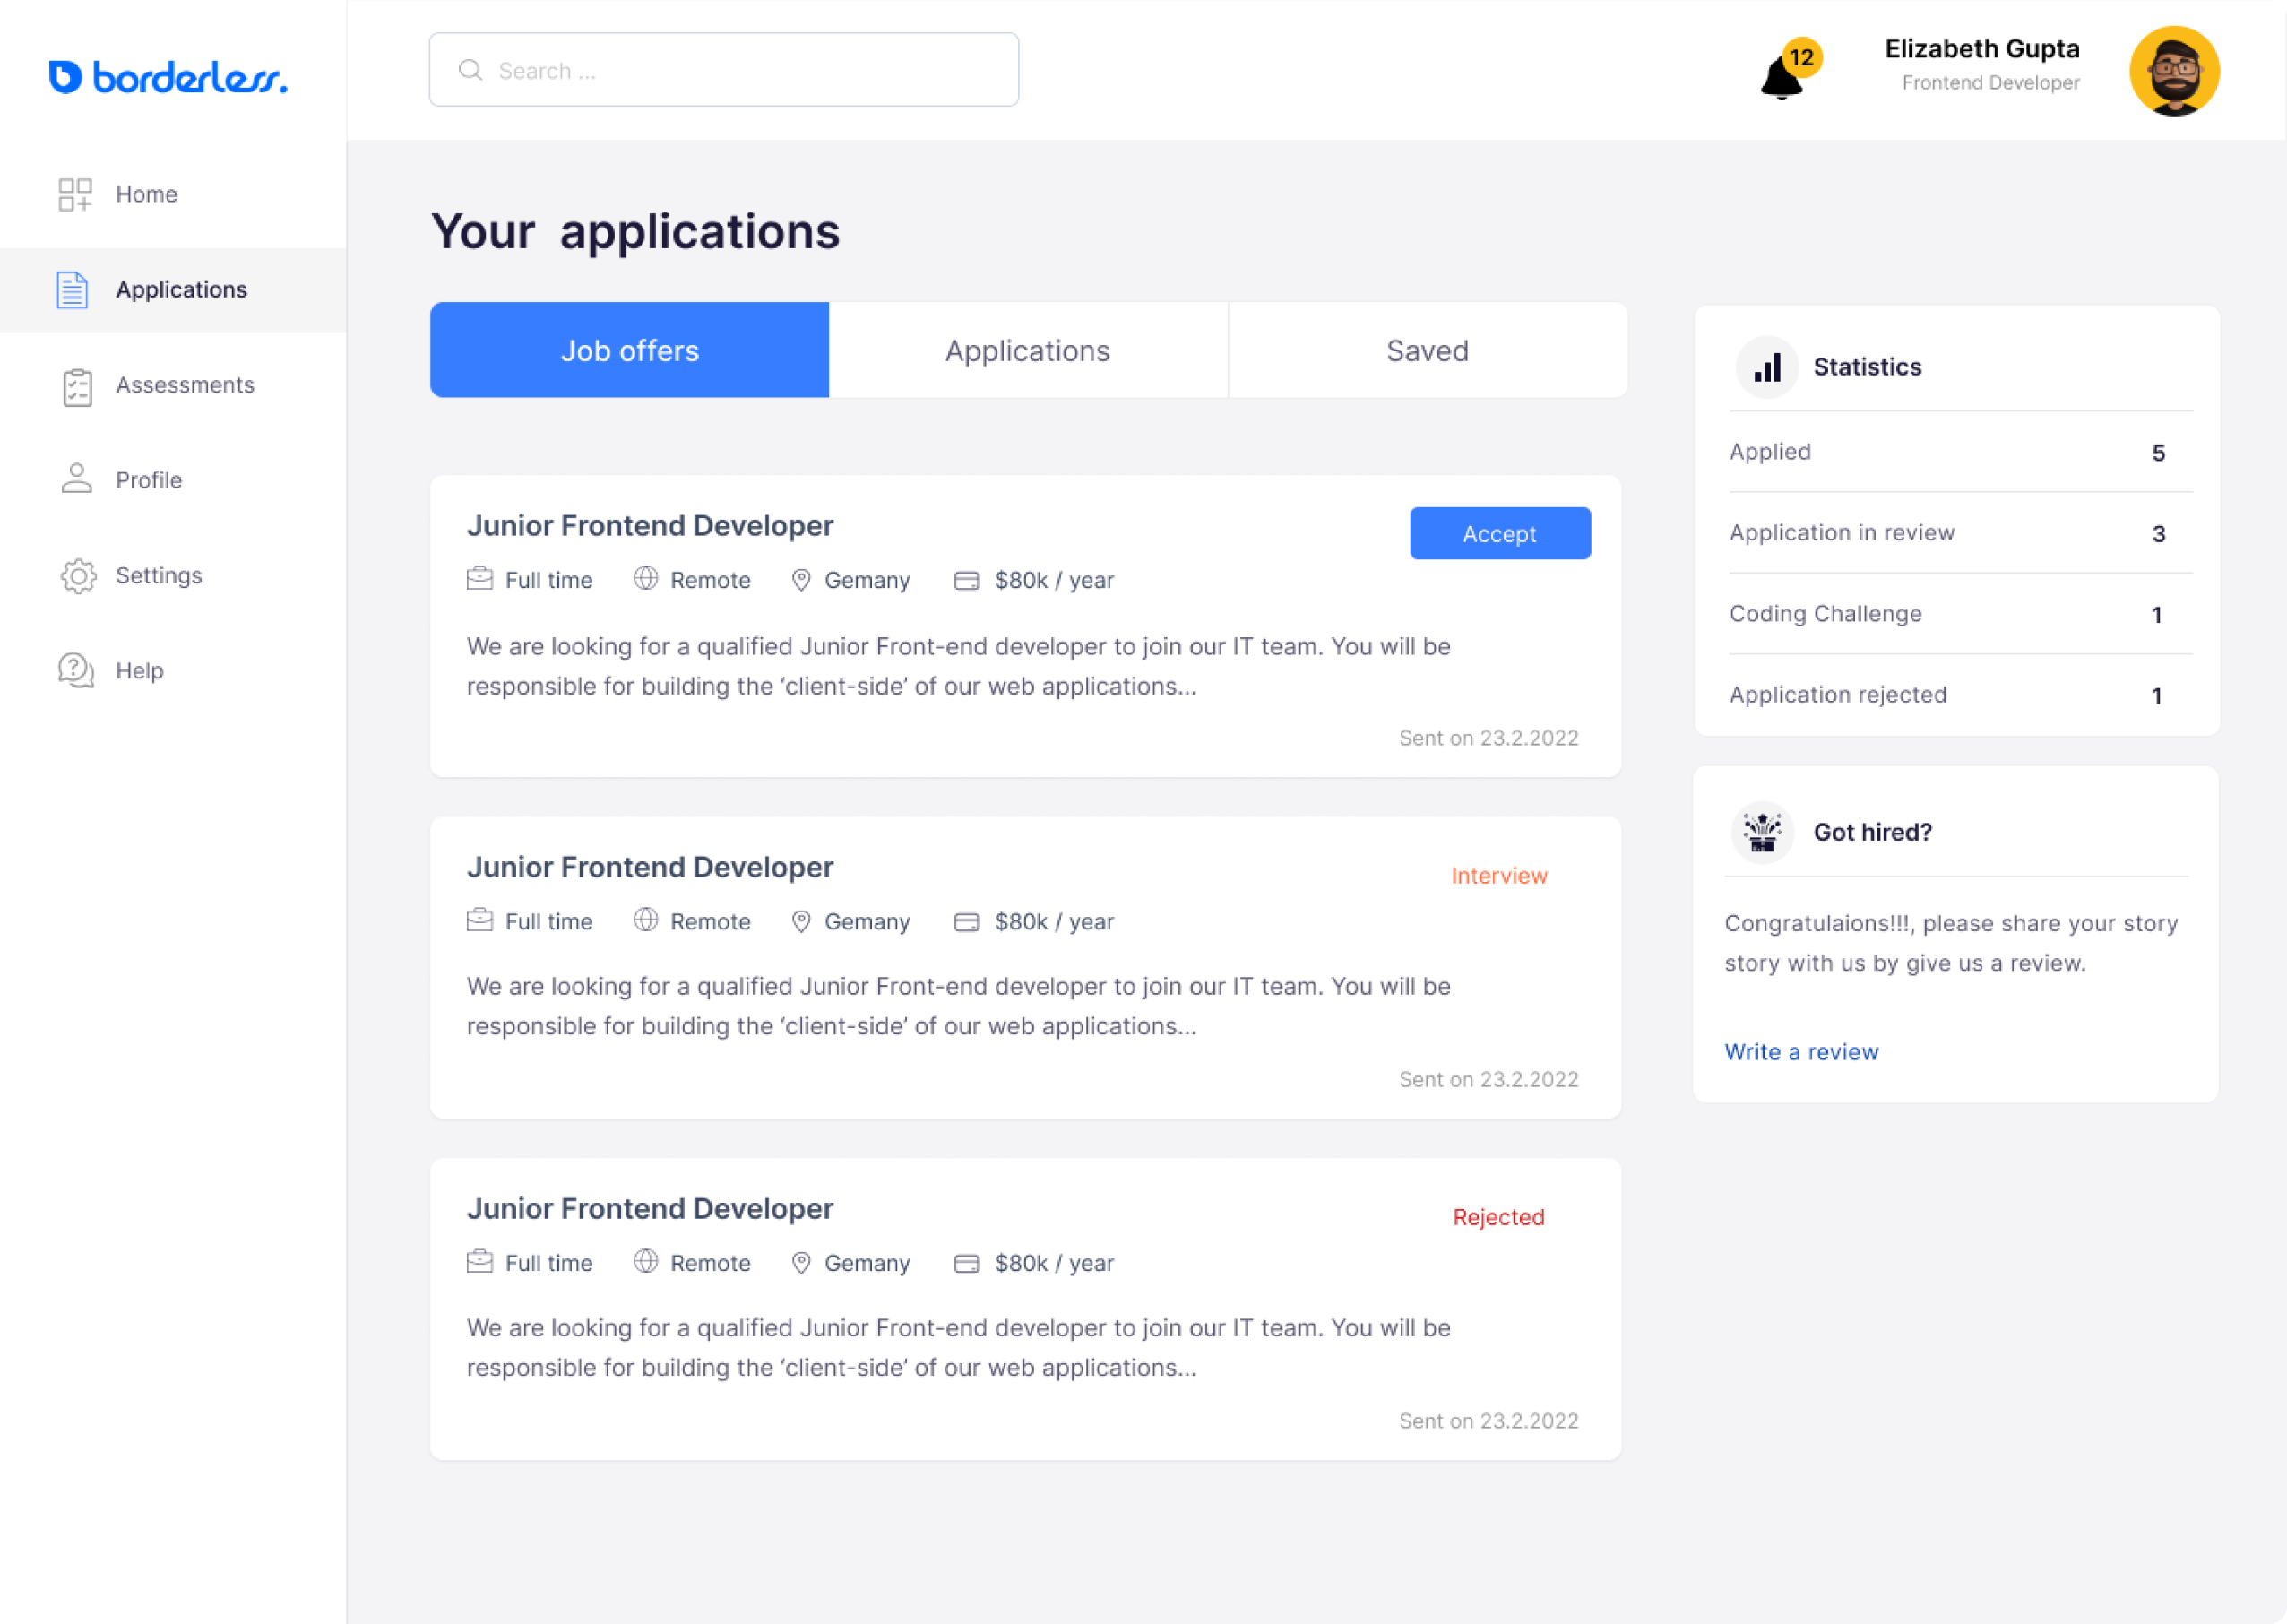 borderless.
Search ...
12
Elizabeth Gupta
Frontend Developer
Home
Applications
Assessments
Profile
Settings
Help
Your applications
Job offers
Applications
Saved
Junior Frontend Developer
Accept
Full time
Remote
Gemany
$80k / year
We are looking for a qualified Junior Front-end developer to join our IT team. You will be
responsible for building the ‘client-side’ of our web applications...
Sent on 23.2.2022
Junior Frontend Developer
Interview
Full time
Remote
Gemany
$80k / year
We are looking for a qualified Junior Front-end developer to join our IT team. You will be
responsible for building the ‘client-side’ of our web applications...
Sent on 23.2.2022
Junior Frontend Developer
Rejected
Full time
Remote
Gemany
$80k / year
We are looking for a qualified Junior Front-end developer to join our IT team. You will be
responsible for building the ‘client-side’ of our web applications...
Sent on 23.2.2022
Statistics
Applied 5
Application in review 3
Coding Challenge 1
Application rejected 1
Got hired?
Congratulaions!!!, please share your story
story with us by give us a review.
Write a review